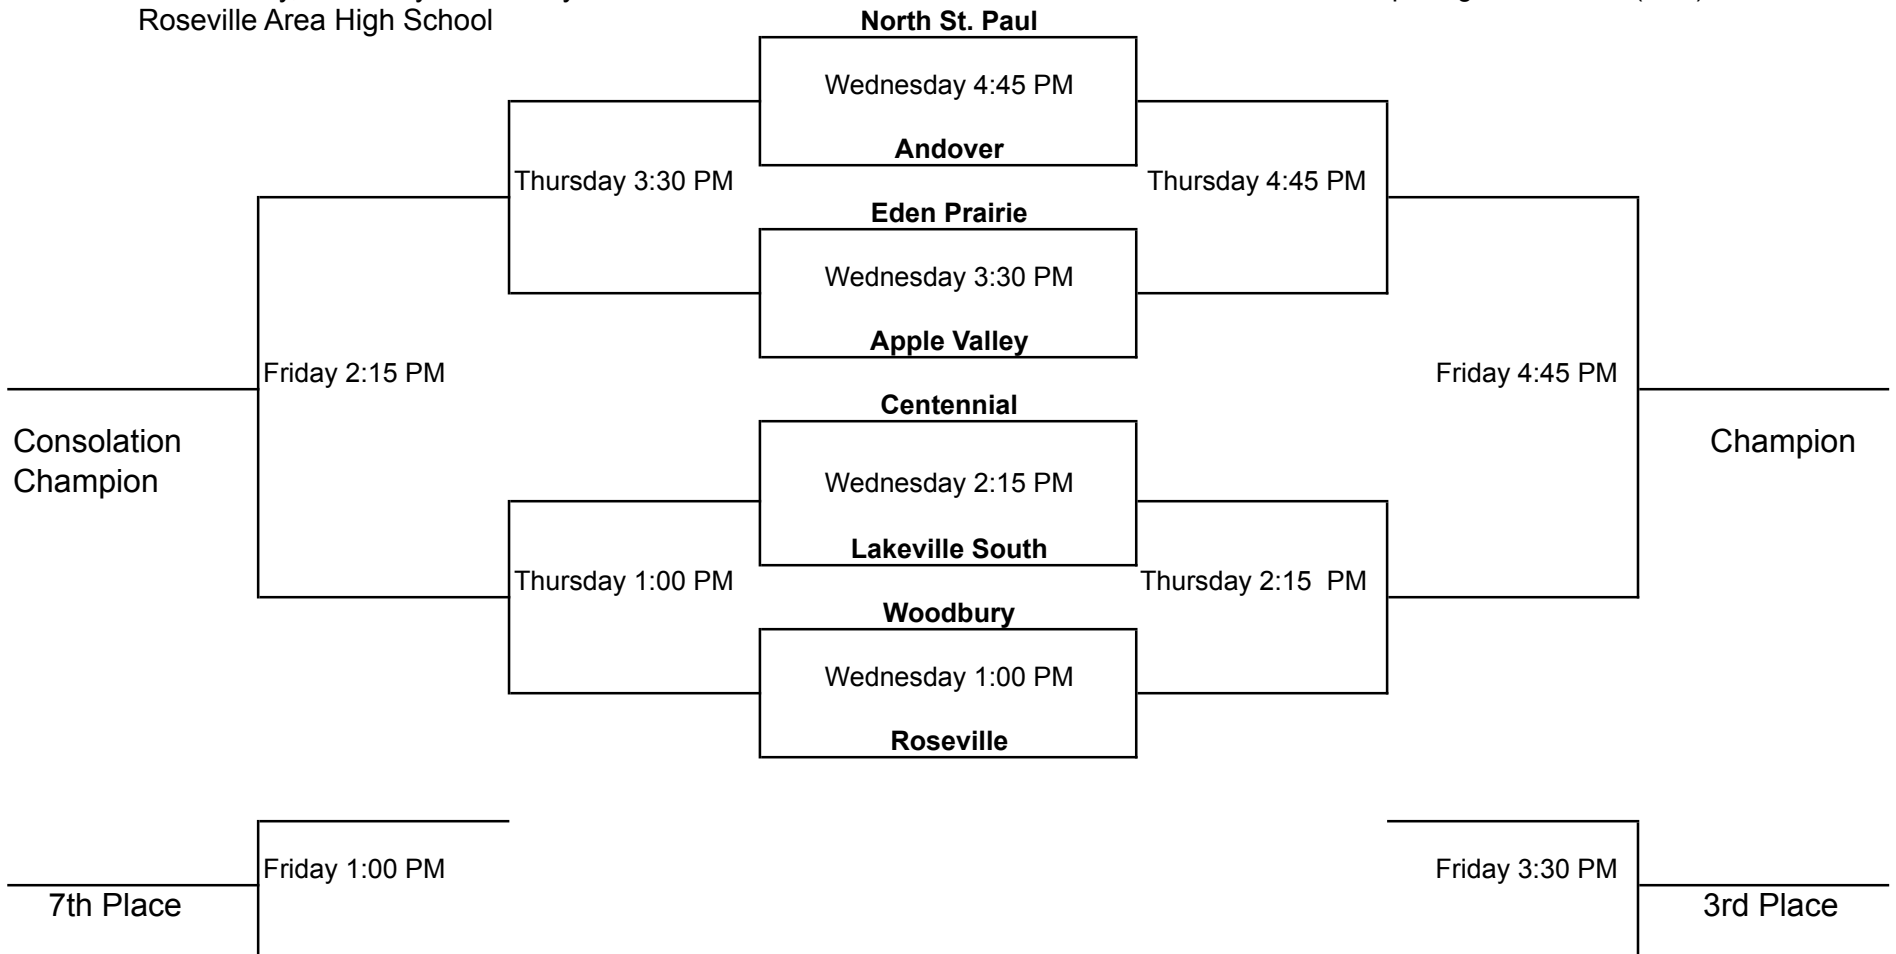 Roseville Area High School
North St. Paul
Wednesday 4:45 PM
Andover
Thursday 3:30 PM
Thursday 4:45 PM
Eden Prairie
Wednesday 3:30 PM
Apple Valley
Friday 2:15 PM
Friday 4:45 PM
Centennial
Consolation
Champion
Champion
Wednesday 2:15 PM
Lakeville South
Thursday 1:00 PM
Thursday 2:15 PM
Woodbury
Wednesday 1:00 PM
Roseville
Friday 1:00 PM
Friday 3:30 PM
7th Place
3rd Place